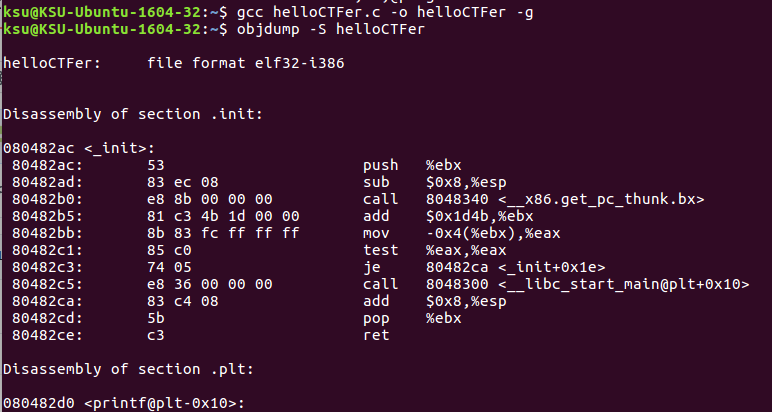 ksu@KSU-Ubuntu-1604-32:~$ gcc helloCTFer.c -o helloCTFer -g
ksu@KSU-Ubuntu-1604-32:~$ objdump -S helloCTFer
helloCTFer:     file format elf32-i386
Disassembly of section .init:
080482ac <_init>:
 80482ac:	53                   	push   %ebx
 80482ad:	83 ec 08             	sub    $0x8,%esp
 80482b0:	e8 8b 00 00 00       	call   8048340 <__x86.get_pc_thunk.bx>
 80482b5:	81 c3 4b 1d 00 00    	add    $0x1d4b,%ebx
 80482bb:	8b 83 fc ff ff ff    	mov    -0x4(%ebx),%eax
 80482c1:	85 c0                	test   %eax,%eax
 80482c3:	74 05                	je     80482ca <_init+0x1e>
 80482c5:	e8 36 00 00 00       	call   8048300 <__libc_start_main@plt+0x10>
 80482ca:	83 c4 08             	add    $0x8,%esp
 80482cd:	5b                   	pop    %ebx
 80482ce:	c3                   	ret
Disassembly of section .plt:
080482d0 <printf@plt-0x10>: